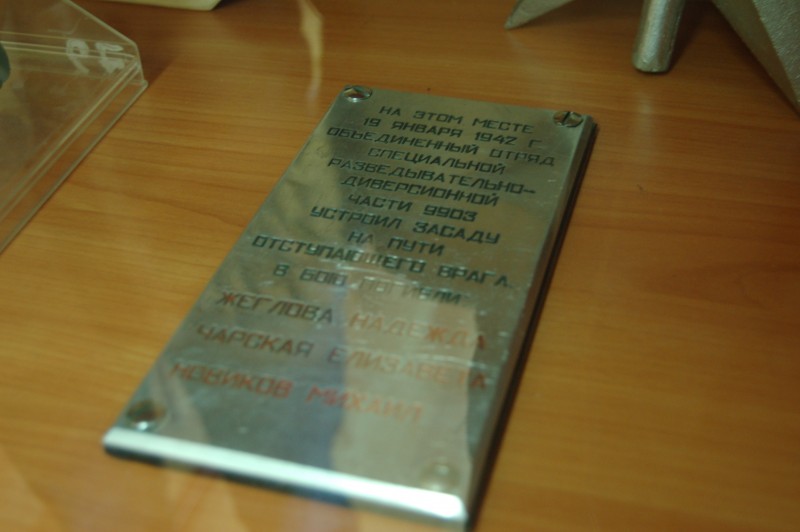 НА ЭТОМ МЕСТЕ
19 ЯНВАРЯ 1942 Г.
ОБЪЕДИНЕННЫЙ ОТРЯД
СПЕЦИАЛЬНОЙ
РАЗВЕДЫВАТЕЛЬНО-
ДИВЕРСИОННОЙ
ЧАСТИ 9903
УСТРОИЛ ЗАСАДУ
НА ПУТИ
ОТСТУПАЮЩЕГО ВРАГА.
В БОЮ ПОГИБЛИ:
ЖЕГЛОВА НАДЕЖДА
ЧАРСКАЯ ЕЛИЗАВЕТА
НОВИКОВ МИХАИЛ